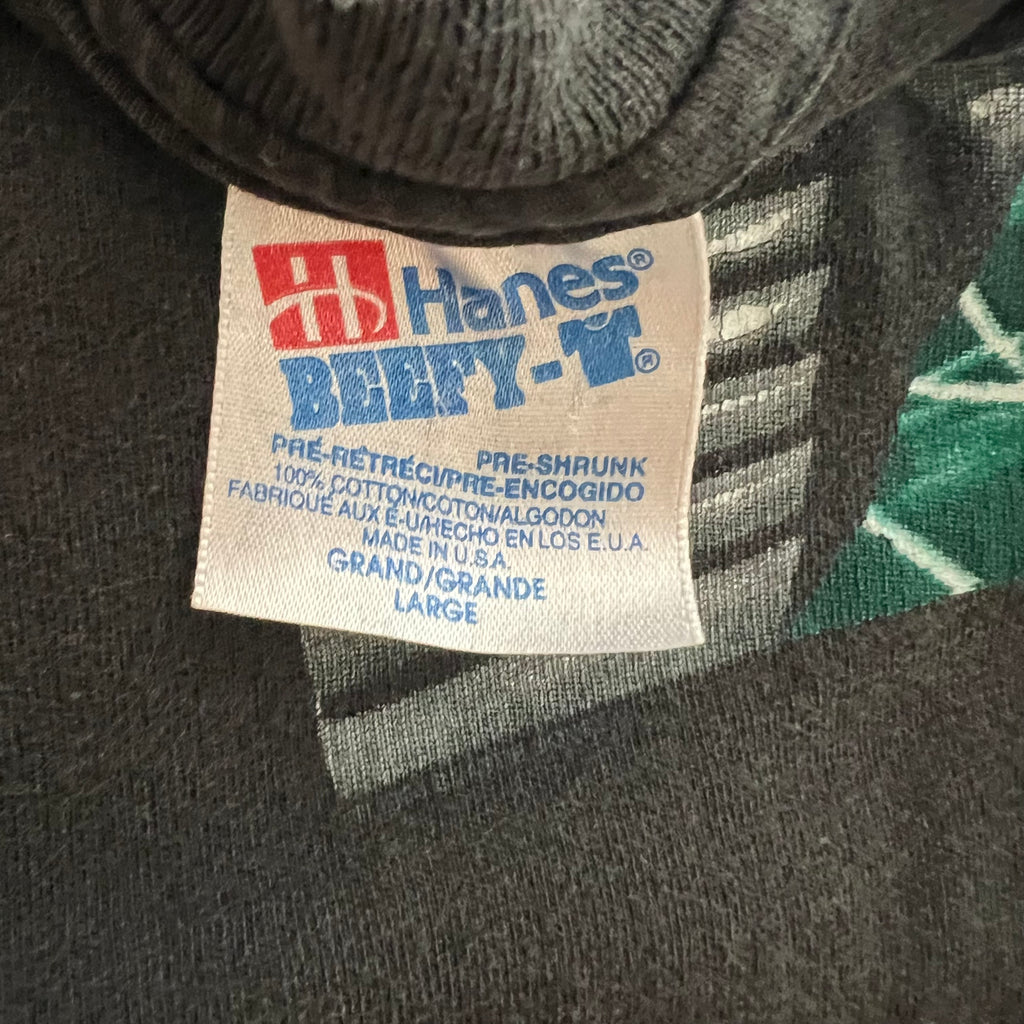 Hanes®
BEEFY-T®
PRE-SHRUNK
PRÉ-RÉTRÉCI/PRE-ENCOGIDO
100% COTTON/COTON/ALGODON
FABRIQUÉ AUX É-U/HECHO EN LOS E.U.A.
MADE IN U.S.A
GRAND/GRANDE
LARGE